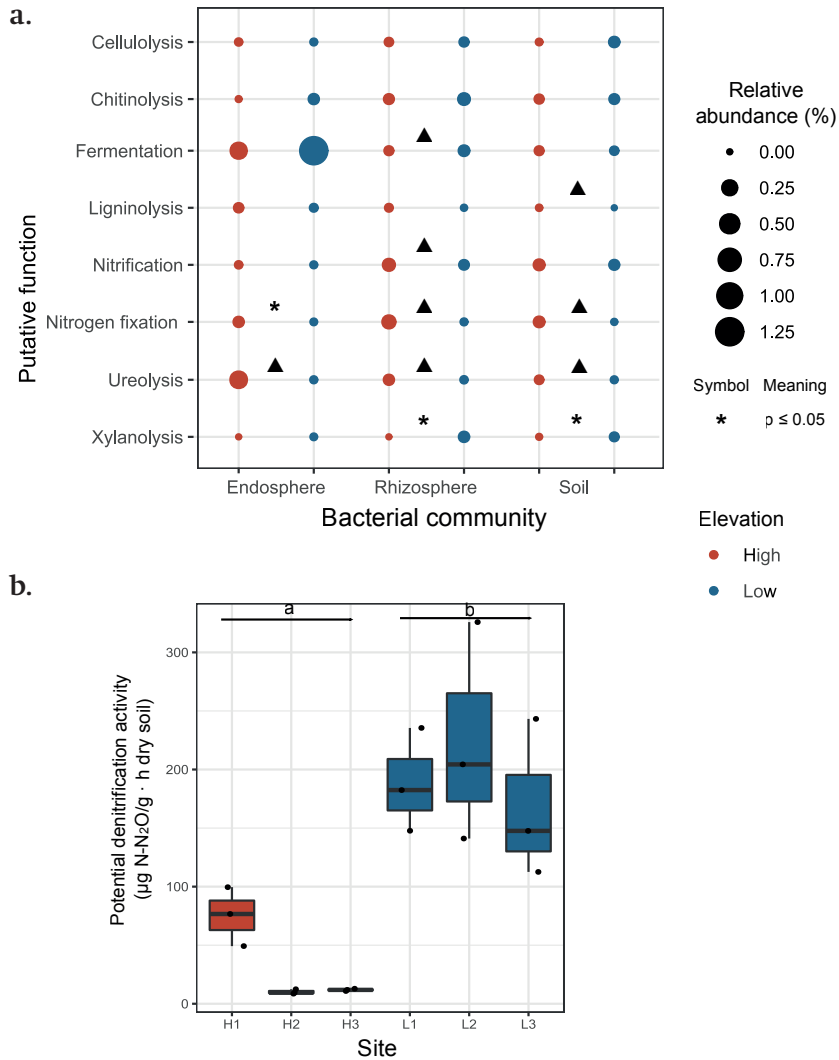 a.
Cellulolysis
Chitinolysis
Fermentation
Ligninolysis
Nitrification
Nitrogen fixation
Ureolysis
Xylanolysis
Putative function
* 
* *
Endosphere Rhizosphere Soil
Bacterial community
Relative
abundance (%)
0.00
0.25
0.50
0.75
1.00
1.25
Symbol Meaning
* p ≤ 0.05
Elevation
High
Low
b.
a b
Potential denitrification activity
(µg N-N₂O/g · h dry soil)
300
200
100
0
H1 H2 H3 L1 L2 L3
Site